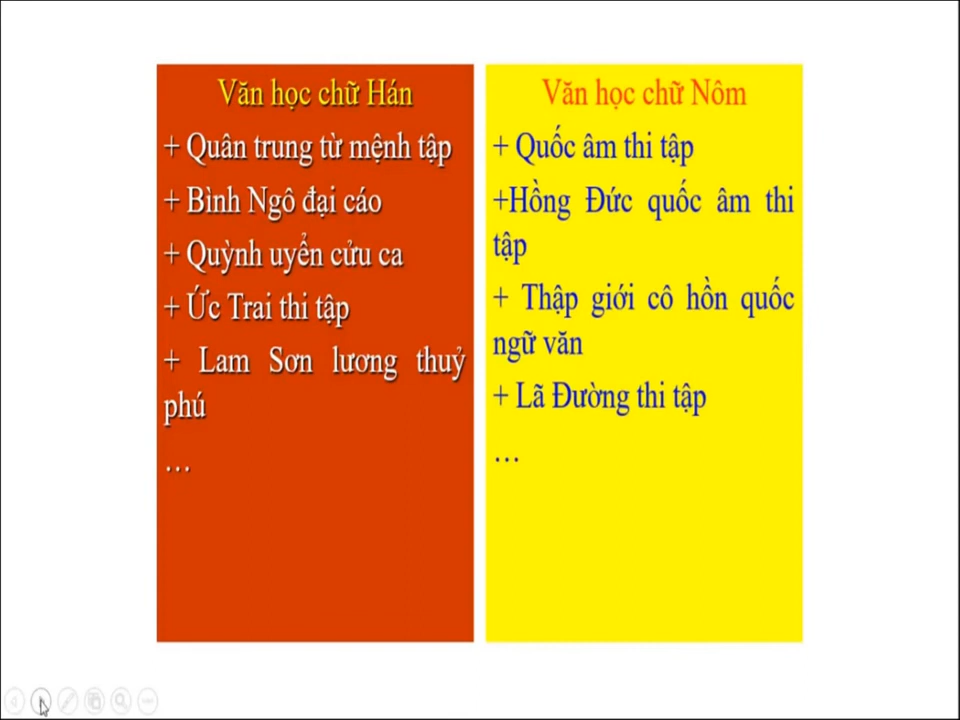 Văn học chữ Hán
+ Quân trung từ mệnh tập
+ Bình Ngô đại cáo
+ Quỳnh uyển cửu ca
+ Ức Trai thi tập
+ Lam Sơn lương thuỷ
phú
…
Văn học chữ Nôm
+ Quốc âm thi tập
+Hồng Đức quốc âm thi
tập
+ Thập giới cô hồn quốc
ngữ văn
+ Lã Đường thi tập
…